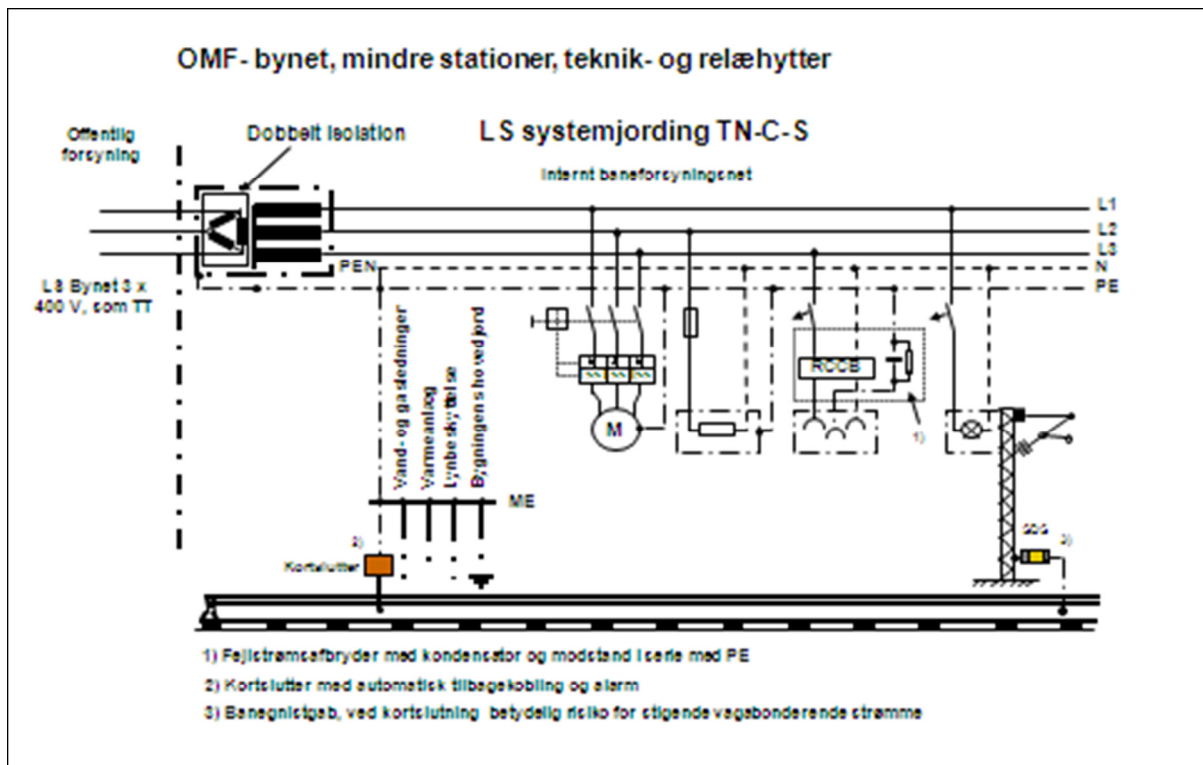 OMF- bynet, mindre stationer, teknik- og relæhytter
Offentlig
forsyning
Dobbelt isolation
LS systemjording TN-C-S
Internt baneforsyningsnet
L1
L2
L3
N
PE
PEN
LS Bynet 3 x
400 V, som TT
Vand- og gasledninger
Varmeanlæg
Lynbeskyttelse
Bygningens hovedjord
RCCB
M
1)
ME
2)
Kortslutter
SDS
3)
1) Fejlstrømsafbryder med kondensator og modstand i serie med PE
2) Kortslutter med automatisk tilbagekobling og alarm
3) Banegnistgab, ved kortslutning betydelig risiko for stigende vagabonderende strømme